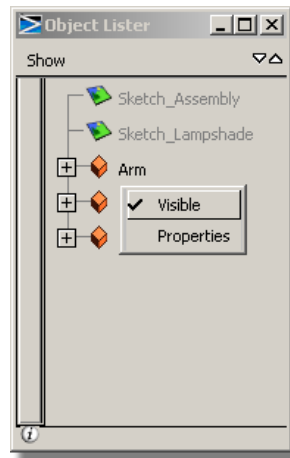 Object Lister
Show
Sketch_Assembly
Sketch_Lampshade
Arm
Visible
Properties